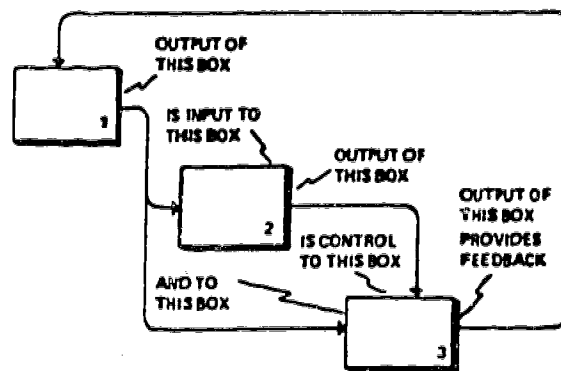 OUTPUT OF
THIS BOX
1
IS INPUT TO
THIS BOX
OUTPUT OF
THIS BOX
2
OUTPUT OF
THIS BOX
PROVIDES
FEEDBACK
IS CONTROL
TO THIS BOX
AND TO
THIS BOX
3